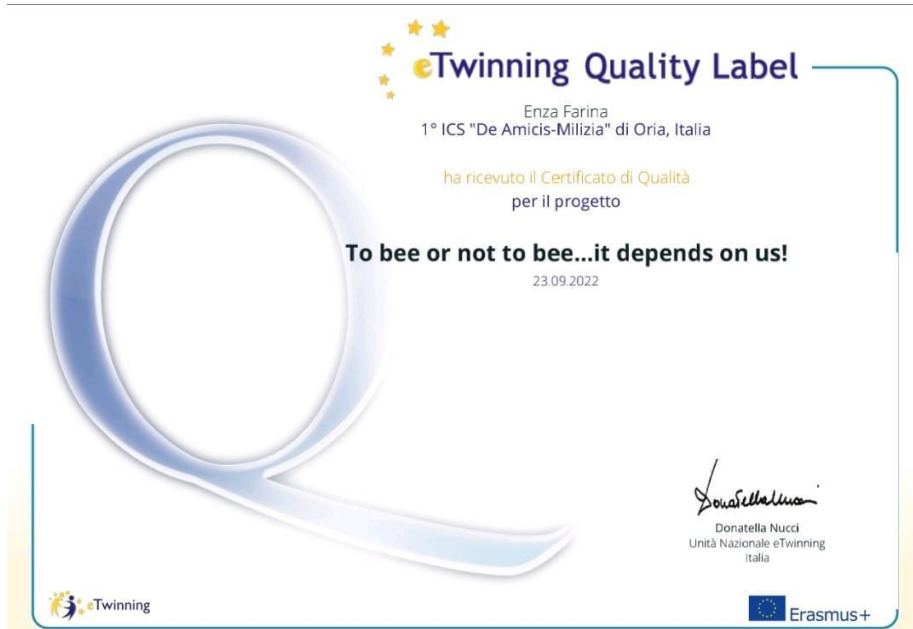 eTwinning Quality Label
Enza Farina
1° ICS "De Amicis-Milizia" di Oria, Italia
ha ricevuto il Certificato di Qualità
per il progetto
To bee or not to bee...it depends on us!
23.09.2022
Donatella Nucci
Donatella Nucci
Unità Nazionale eTwinning
Italia
eTwinning
Erasmus+